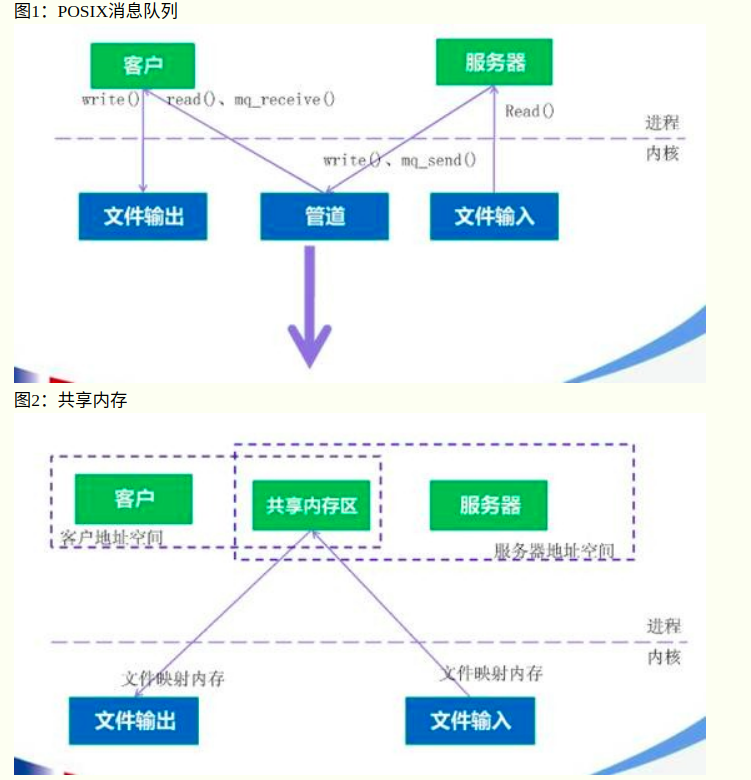 图1：POSIX消息队列
客户
服务器
write()
read()、mq_receive()
Read()
进程
write()、mq_send()
内核
文件输出
管道
文件输入
图2：共享内存
客户
共享内存区
服务器
客户地址空间
服务器地址空间
进程
内核
文件映射内存
文件映射内存
文件输出
文件输入